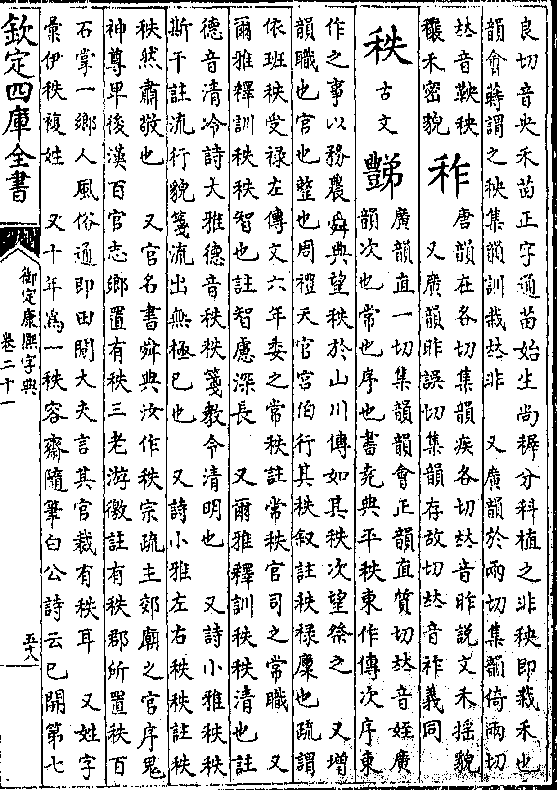 良切音央禾苗正字通苗始生尚稺分科植之非秧即栽禾也
韻會蔣謂之秧集韻訓栽𠀤非　又廣韻於兩切集韻倚兩切
𠀤音鞅秧穰禾密貌　秨　唐韻在各切集韻疾各切𠀤音昨說文禾搖貌　又廣韻昨誤切集韻存故切𠀤音祚義同
秩　古文　豑　廣韻直一切集韻韻會正韻直質切𠀤音姪廣韻次也常也序也書堯典平秩東作傳次序東
作之事以務農舜典望秩於山川傳如其秩次望祭之　又增
韻職也官也整也周禮天官宮伯行其秩叙註秩祿廩也疏謂
依班秩受祿左傳文六年委之常秩註常秩官司之常職　又
爾雅釋訓秩秩智也註智慮深長　又爾雅釋訓秩秩清也註
德音清泠詩大雅德音秩秩箋教令清明也　又詩小雅秩秩
斯干註流行貌箋流出無極已也　又詩小雅左右秩秩註秩
秩然肅敬也　又官名書舜典汝作秩宗疏主郊廟之官序鬼
神尊卑後漢百官志鄉置有秩三老游徼註有秩郡所置秩百
石掌一鄉人風俗通即田間大夫言其官裁有秩耳　又姓字
彙伊秩複姓　又十年為一秩容齋隨筆白公詩云已開第七
欽定四庫全書
御定康熙字典
卷二十一
五十八